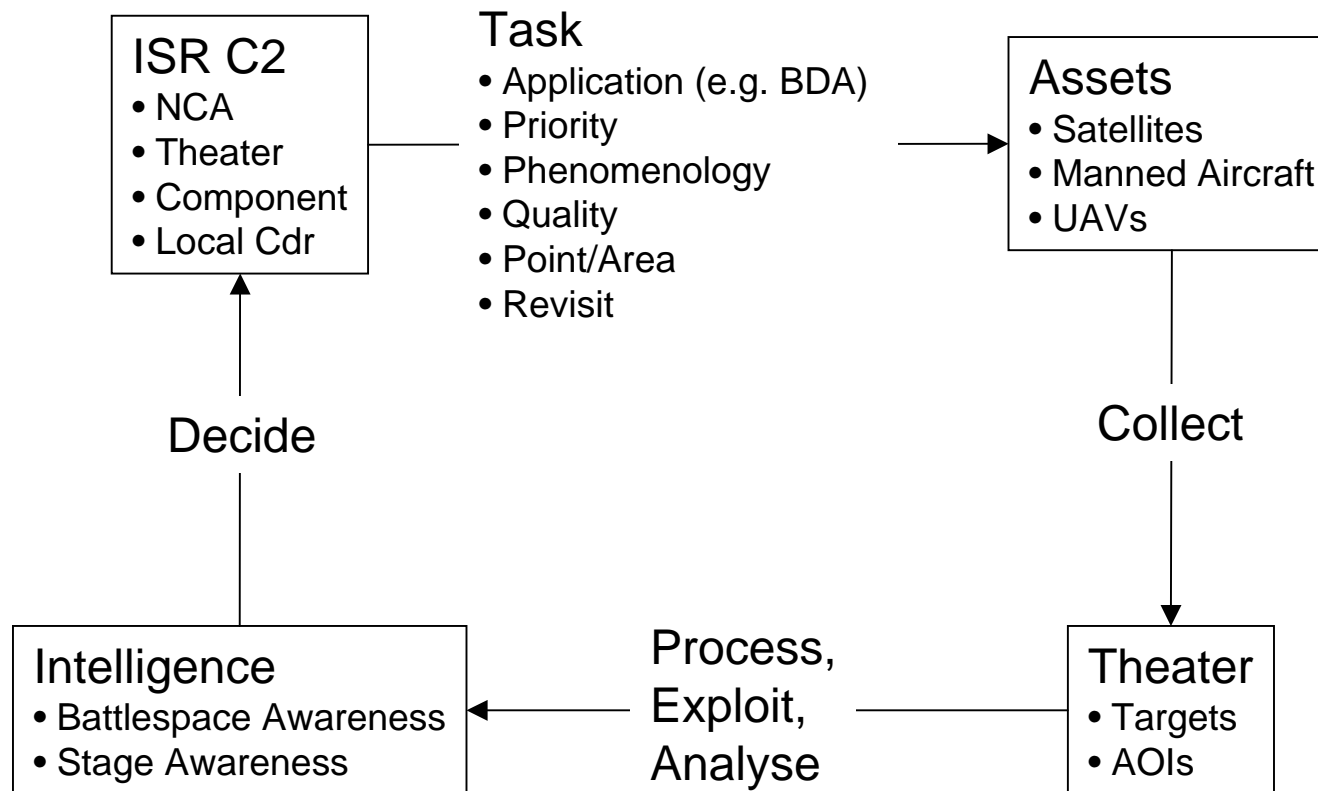 ISR C2
• NCA
• Theater
• Component
• Local Cdr
Task
• Application (e.g. BDA)
• Priority
• Phenomenology
• Quality
• Point/Area
• Revisit
Assets
• Satellites
• Manned Aircraft
• UAVs
Decide
Collect
Intelligence
• Battlespace Awareness
• Stage Awareness
Process,
Exploit,
Analyse
Theater
• Targets
• AOIs